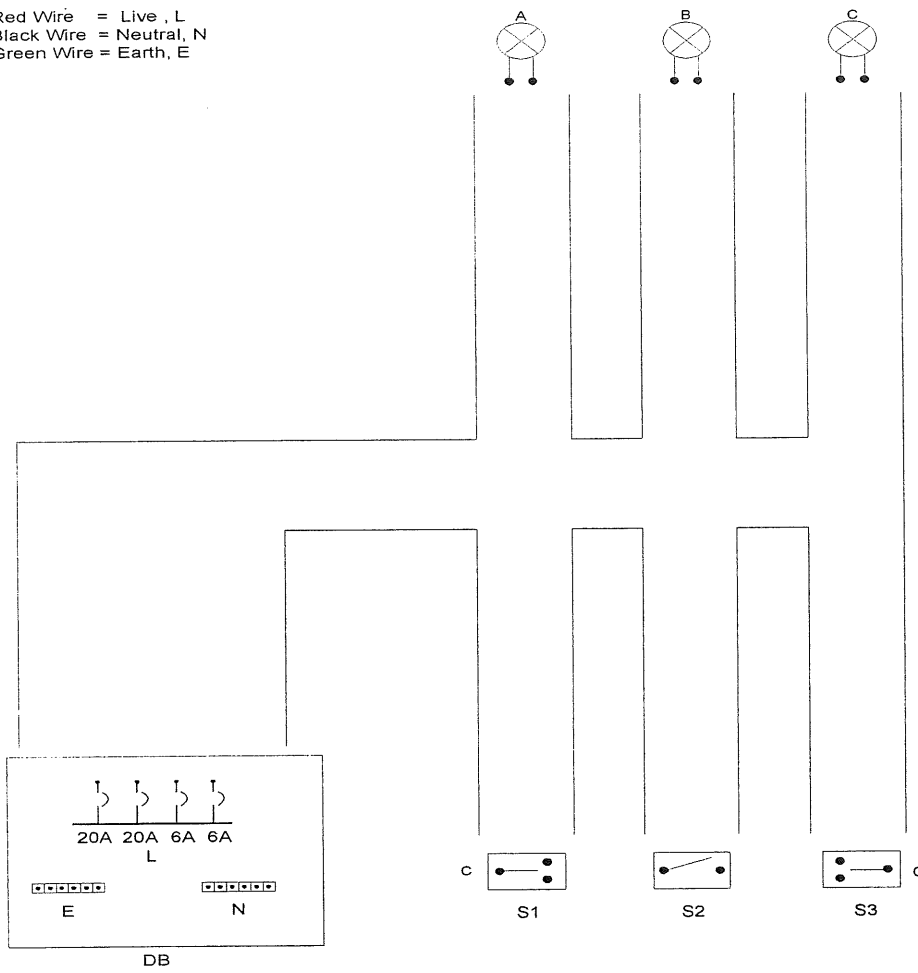 Red Wire = Live , L
Black Wire = Neutral, N
Green Wire = Earth, E
A B C
20A 20A 6A 6A
L
E N
DB
C
S1 S2 S3